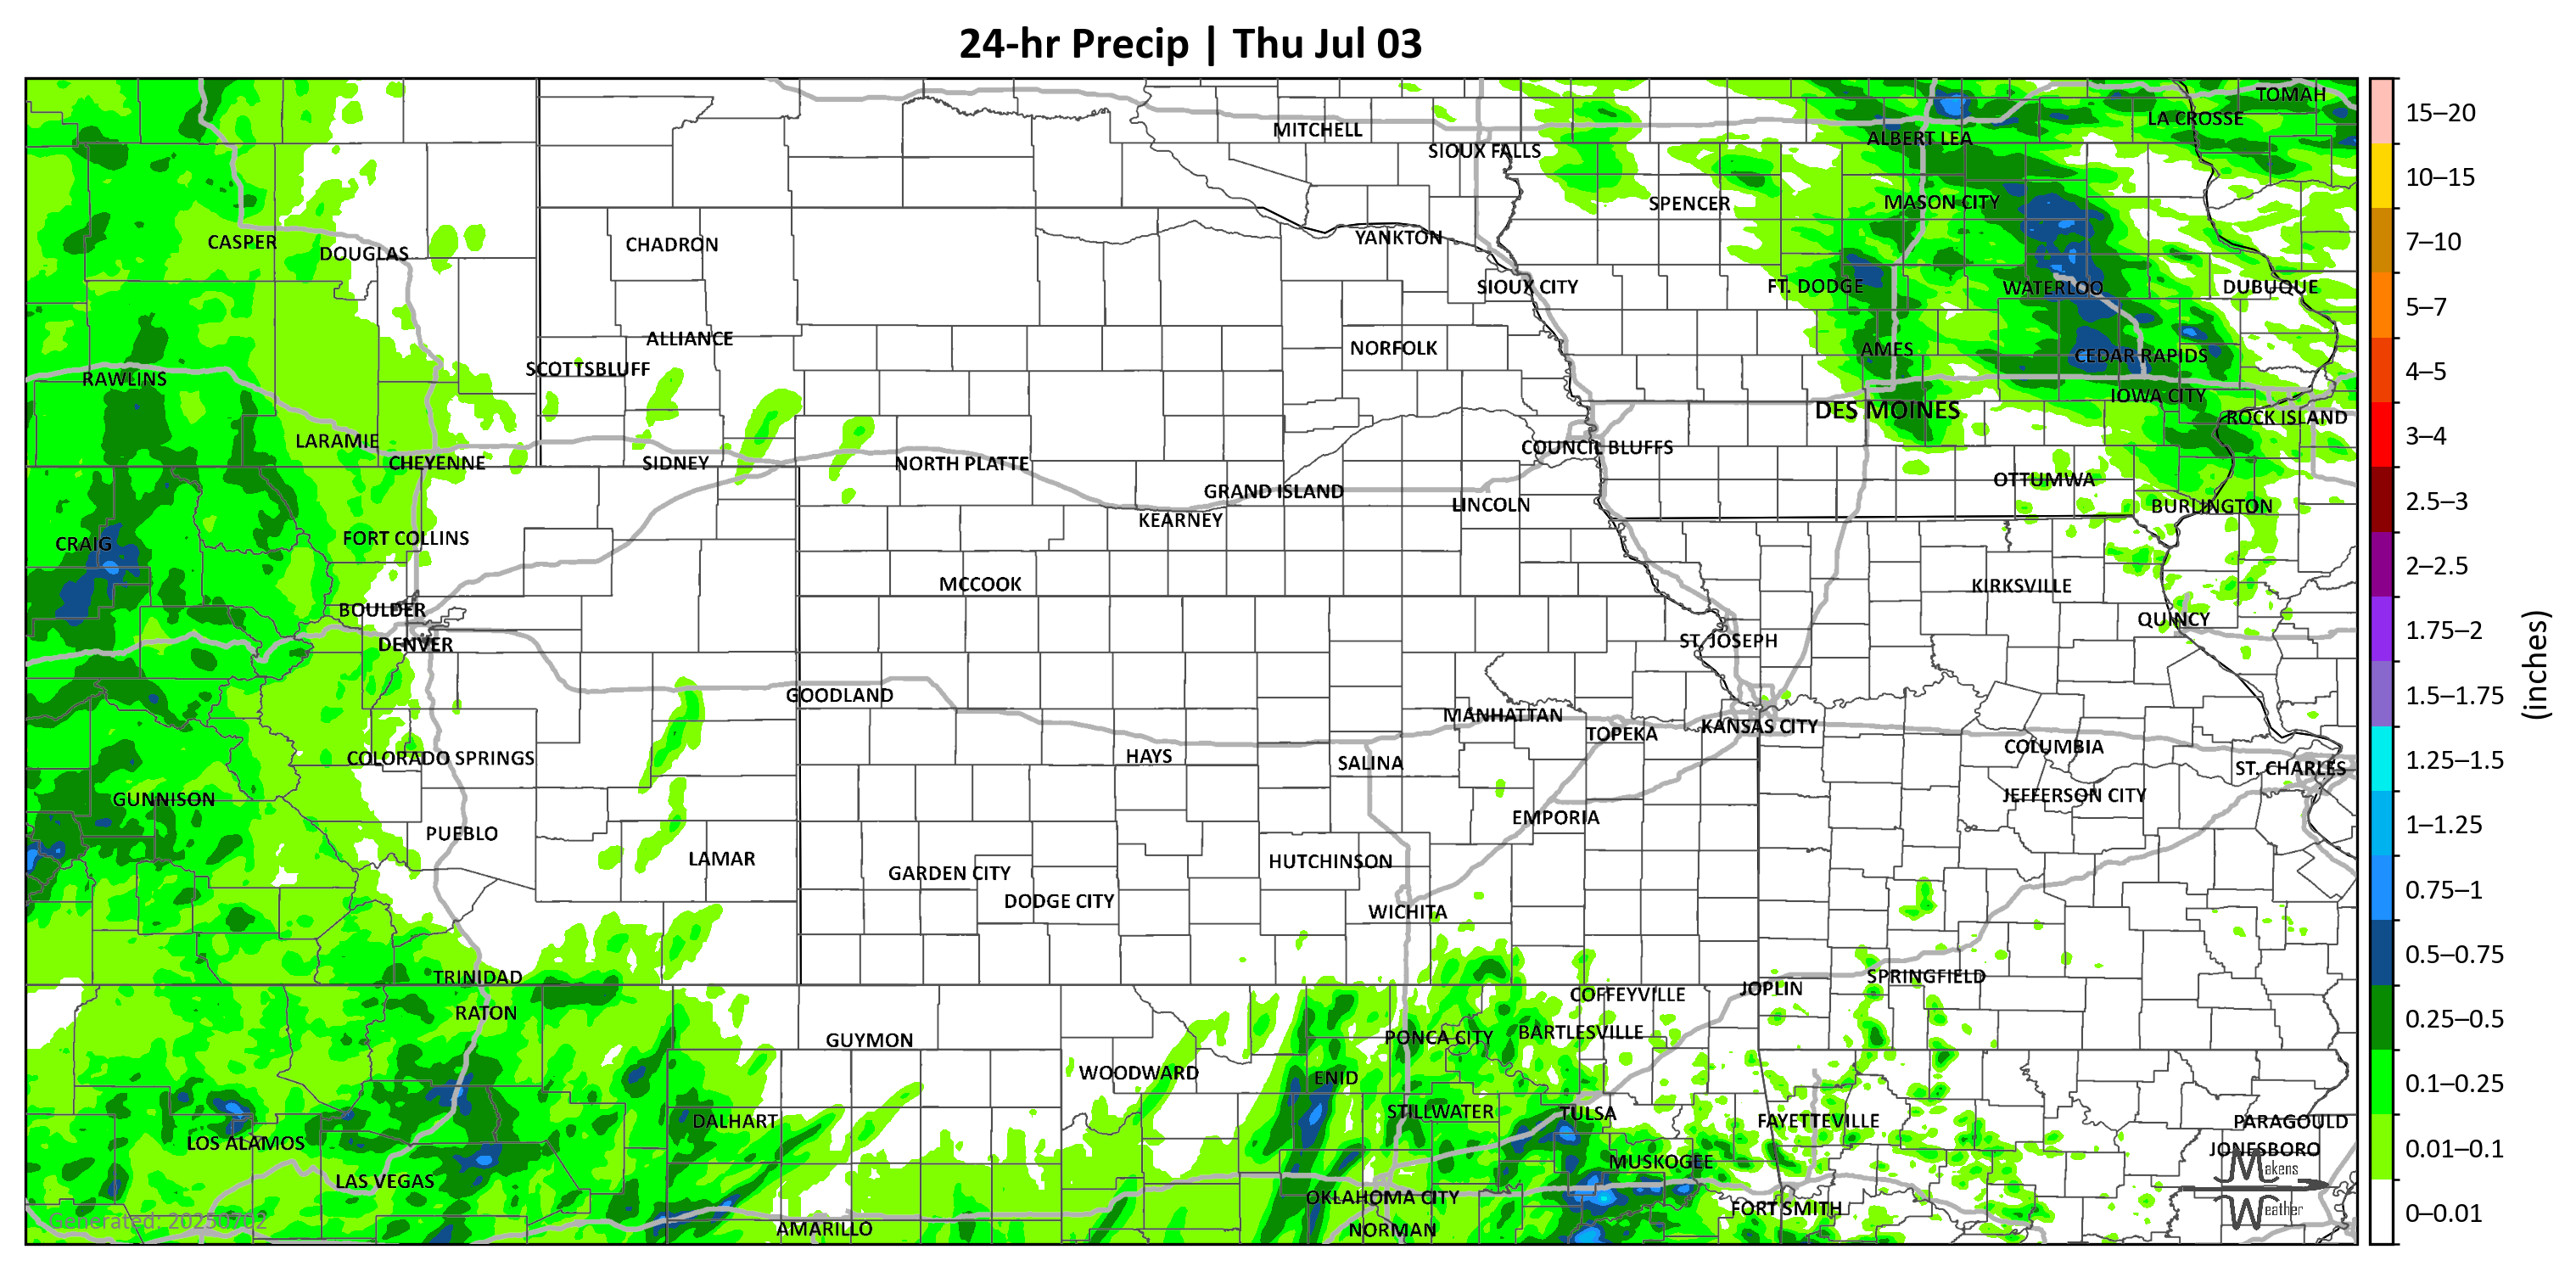 24-hr Precip | Thu Jul 03
TOMAH
LA CROSSE
MITCHELL
ALBERT LEA
SIOUX FALLS
SPENCER
MASON CITY
CASPER
DOUGLAS
CHADRON
YANKTON
SIOUX CITY
FT. DODGE
WATERLOO
DUBUQUE
ALLIANCE
NORFOLK
AMES
CEDAR RAPIDS
SCOTTSBLUFF
RAWLINS
IOWA CITY
DES MOINES
ROCK ISLAND
LARAMIE
COUNCIL BLUFFS
CHEYENNE
SIDNEY
NORTH PLATTE
OTTUMWA
GRAND ISLAND
LINCOLN
BURLINGTON
KEARNEY
CRAIG
FORT COLLINS
MCCOOK
KIRKSVILLE
BOULDER
QUINCY
DENVER
ST. JOSEPH
GOODLAND
MANHATTAN
TOPEKA
KANSAS CITY
COLORADO SPRINGS
HAYS
SALINA
COLUMBIA
ST. CHARLES
GUNNISON
JEFFERSON CITY
PUEBLO
EMPORIA
LAMAR
HUTCHINSON
GARDEN CITY
DODGE CITY
WICHITA
TRINIDAD
SPRINGFIELD
COFFEYVILLE
JOPLIN
RATON
GUYMON
PONCA CITY
BARTLESVILLE
WOODWARD
ENID
DALHART
STILLWATER
TULSA
FAYETTEVILLE
PARAGOULD
LOS ALAMOS
JONESBORO
MUSKOGEE
LAS VEGAS
OKLAHOMA CITY
FORT SMITH
AMARILLO
NORMAN
Generated: 20250702
Makens
Weather
15–20
10–15
7–10
5–7
4–5
3–4
2.5–3
2–2.5
1.75–2
1.5–1.75
1.25–1.5
1–1.25
0.75–1
0.5–0.75
0.25–0.5
0.1–0.25
0.01–0.1
0–0.01
(inches)